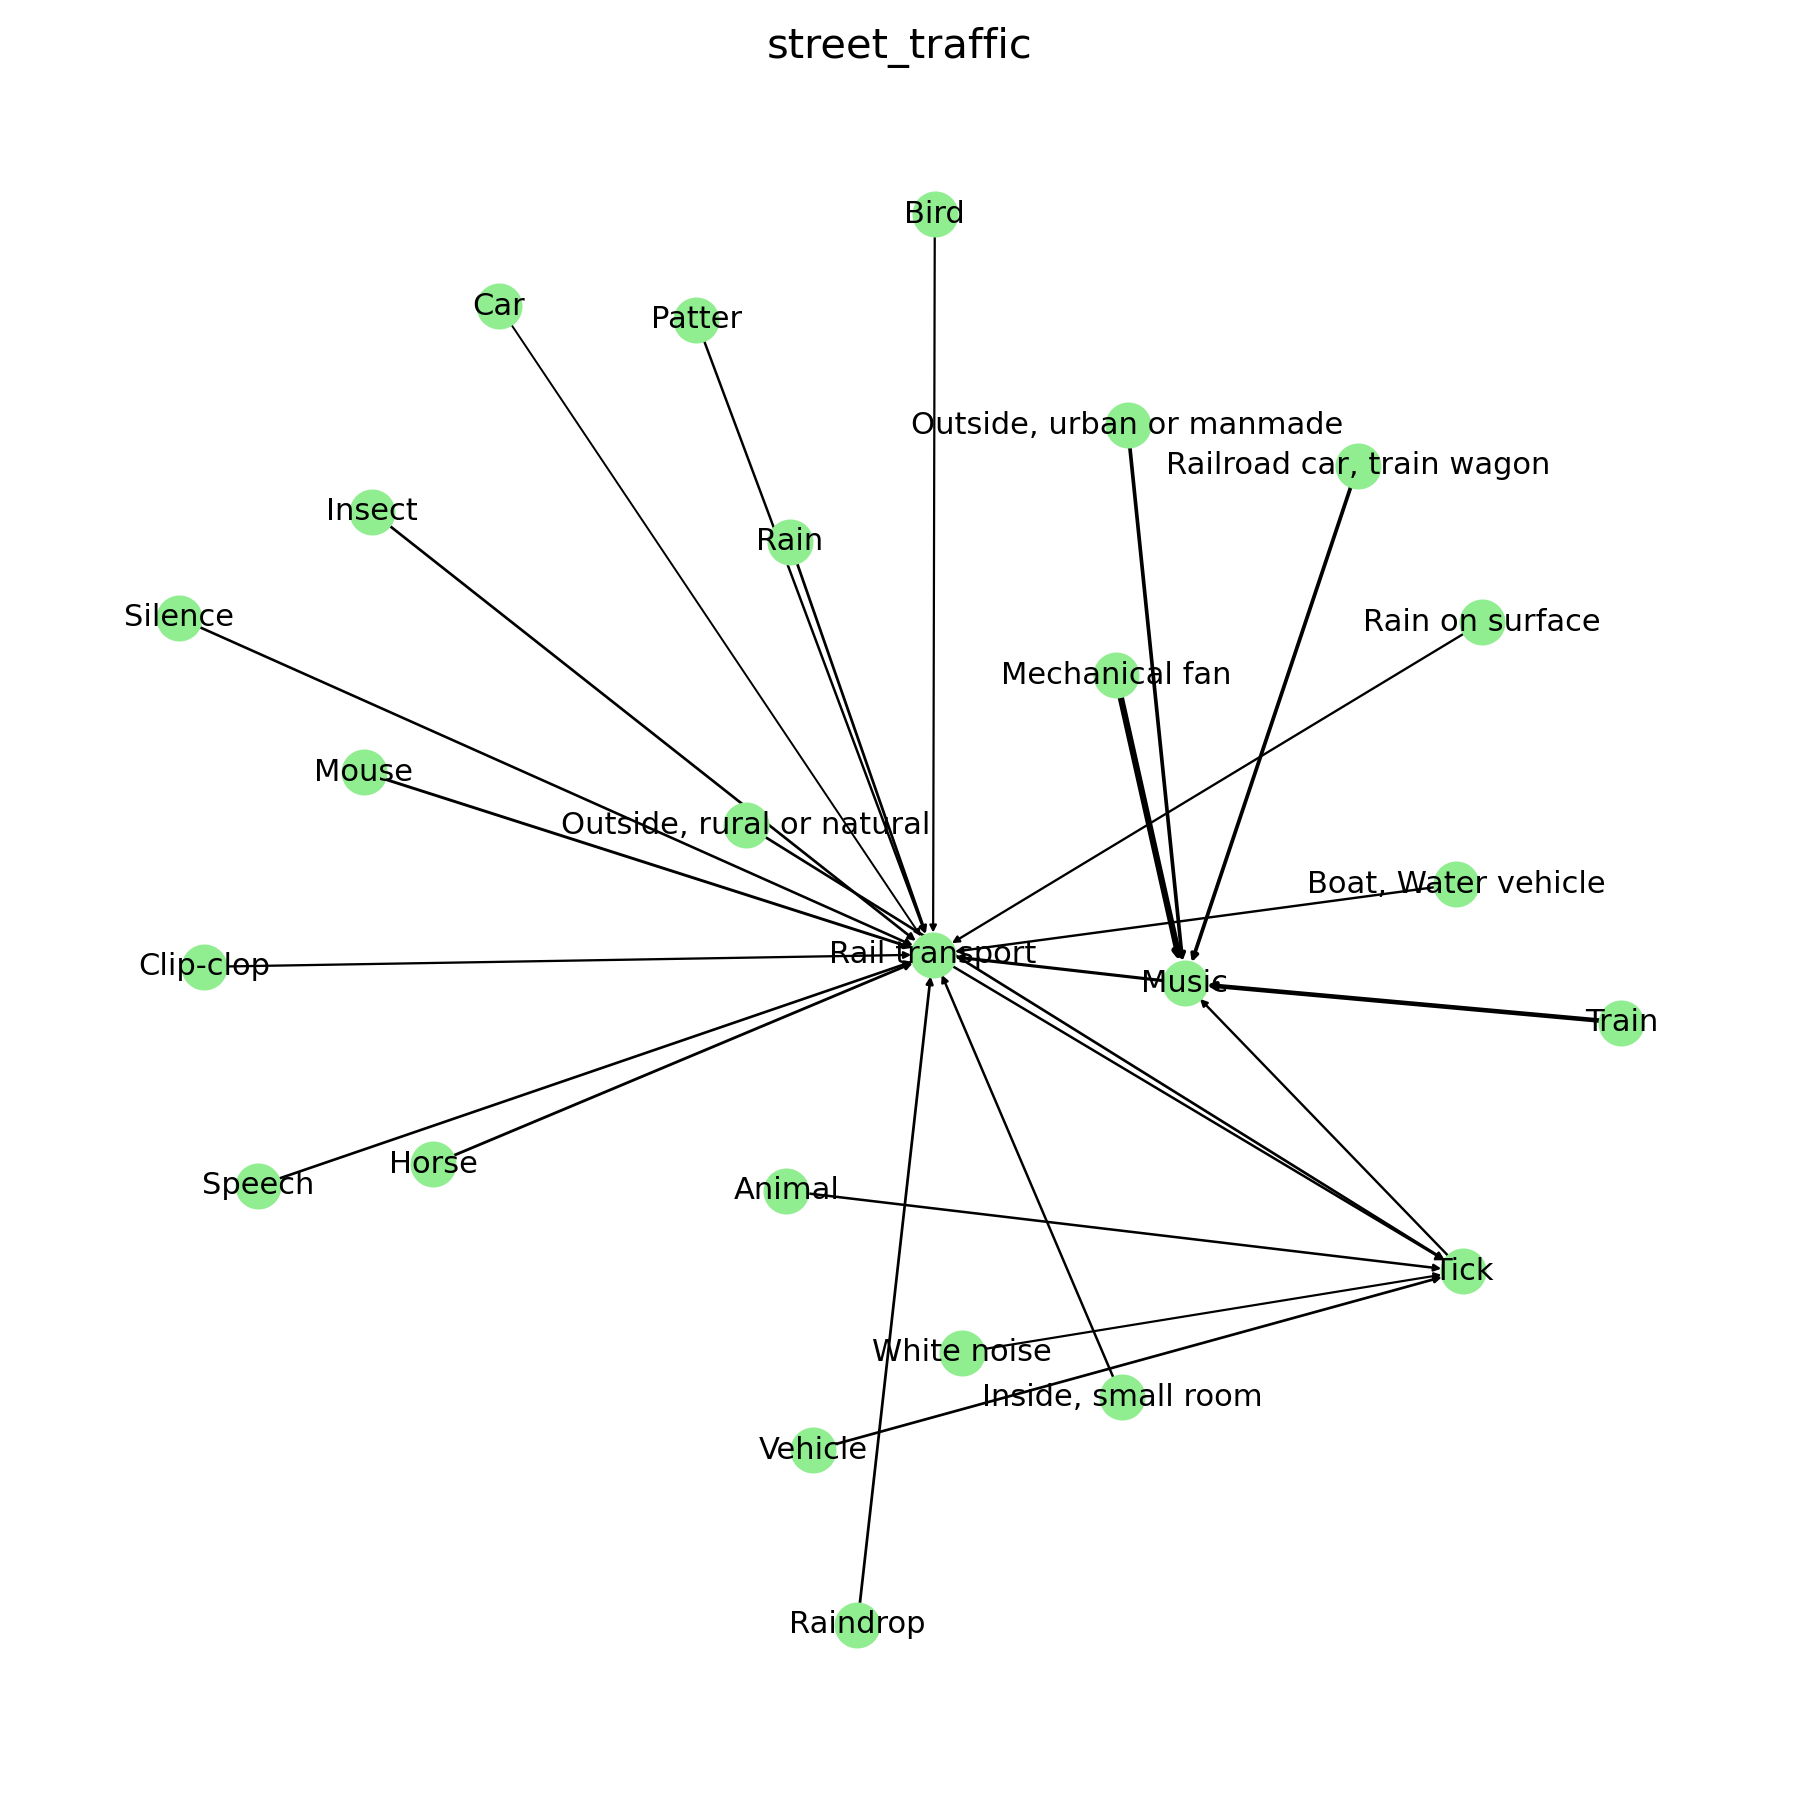 street_traffic
Bird
Car
Patter
Outside, urban or manmade
Railroad car, train wagon
Insect
Rain
Silence
Rain on surface
Mechanical fan
Mouse
Outside, rural or natural
Boat, Water vehicle
Rail transport
Clip-clop
Music
Train
Horse
Speech
Animal
Tick
White noise
Inside, small room
Vehicle
Raindrop